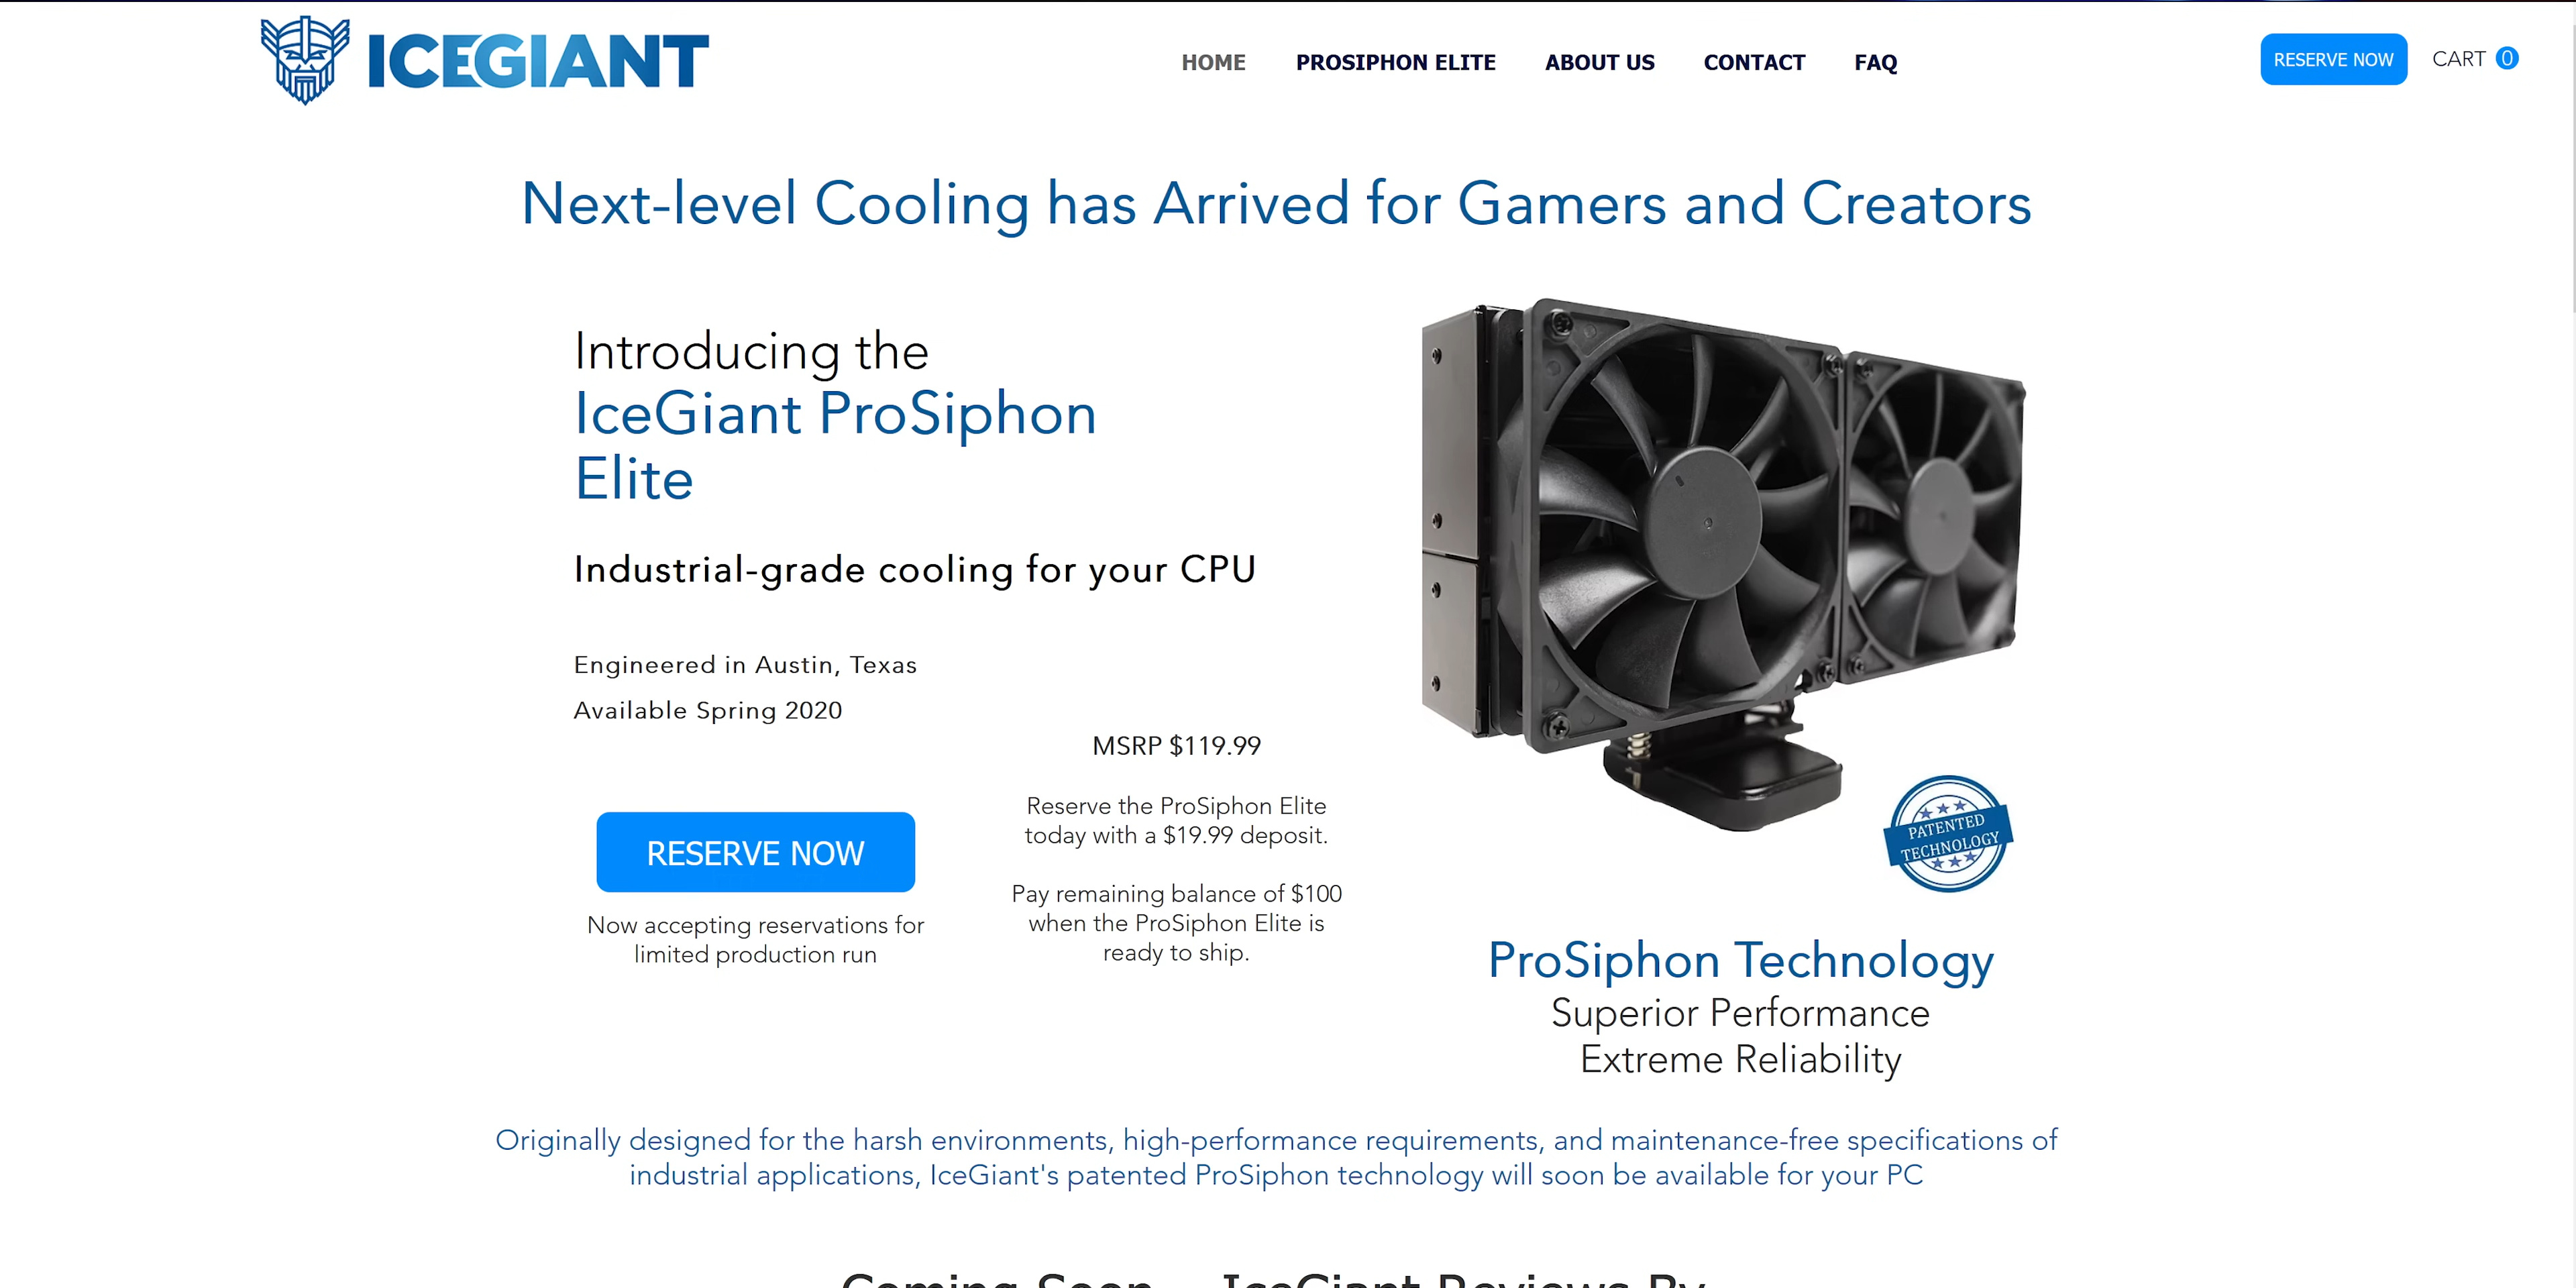 ICEGIANT
HOME PROSIPHON ELITE ABOUT US CONTACT FAQ
RESERVE NOW CART 0
Next-level Cooling has Arrived for Gamers and Creators
Introducing the
IceGiant ProSiphon
Elite
Industrial-grade cooling for your CPU
Engineered in Austin, Texas
Available Spring 2020
RESERVE NOW
Now accepting reservations for
limited production run
MSRP $119.99
Reserve the ProSiphon Elite
today with a $19.99 deposit.
Pay remaining balance of $100
when the ProSiphon Elite is
ready to ship.
PATENTED
TECHNOLOGY
ProSiphon Technology
Superior Performance
Extreme Reliability
Originally designed for the harsh environments, high-performance requirements, and maintenance-free specifications of
industrial applications, IceGiant's patented ProSiphon technology will soon be available for your PC
Coming Soon - IceGiant Reviews By